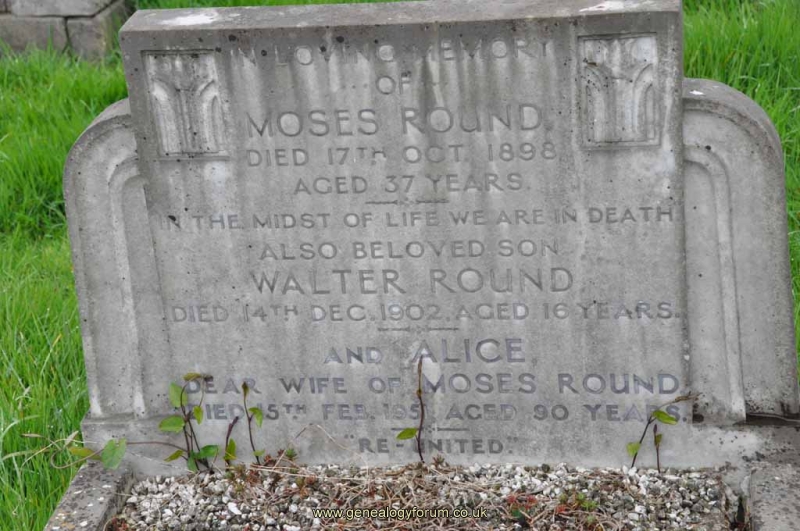 IN LOVING MEMORY
OF
MOSES ROUND.
DIED 17TH OCT. 1898
AGED 37 YEARS.
IN THE MIDST OF LIFE WE ARE IN DEATH.
ALSO BELOVED SON
WALTER ROUND
DIED 14TH DEC. 1902. AGED 16 YEARS.
AND ALICE,
DEAR WIFE OF MOSES ROUND,
DIED FEB. AGED 90 YEARS.
"RE-UNITED."
www.genealogyforum.co.uk